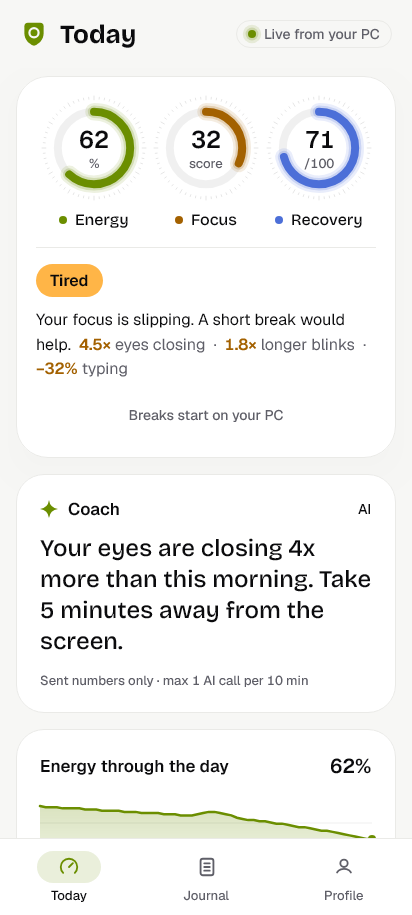 Today
Live from your PC
62
%
32
score
71
/100
Energy
Focus
Recovery
Tired
Your focus is slipping. A short break would
help. 4.5× eyes closing · 1.8× longer blinks ·
−32% typing
Breaks start on your PC
Coach
AI
Your eyes are closing 4x
more than this morning. Take
5 minutes away from the
screen.
Sent numbers only · max 1 AI call per 10 min
Energy through the day
62%
Today
Journal
Profile